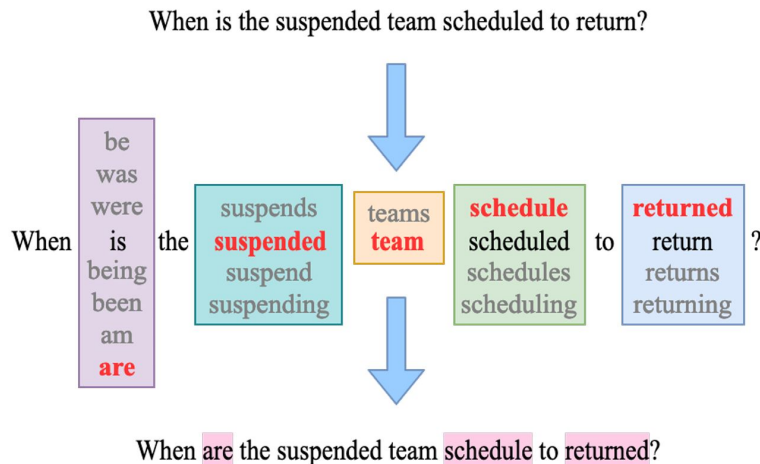 When is the suspended team scheduled to return?
When
be
was
were
is
being
been
am
are
the
suspends
suspended
suspend
suspending
teams
team
schedule
scheduled
schedules
scheduling
to
returned
return
returns
returning
?
When are the suspended team schedule to returned?